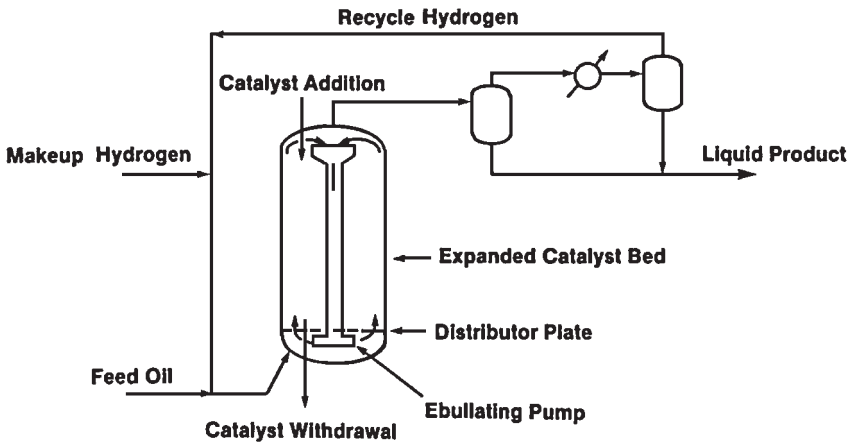 Recycle Hydrogen
Catalyst Addition
Makeup Hydrogen
Liquid Product
Expanded Catalyst Bed
Distributor Plate
Feed Oil
Ebullating Pump
Catalyst Withdrawal